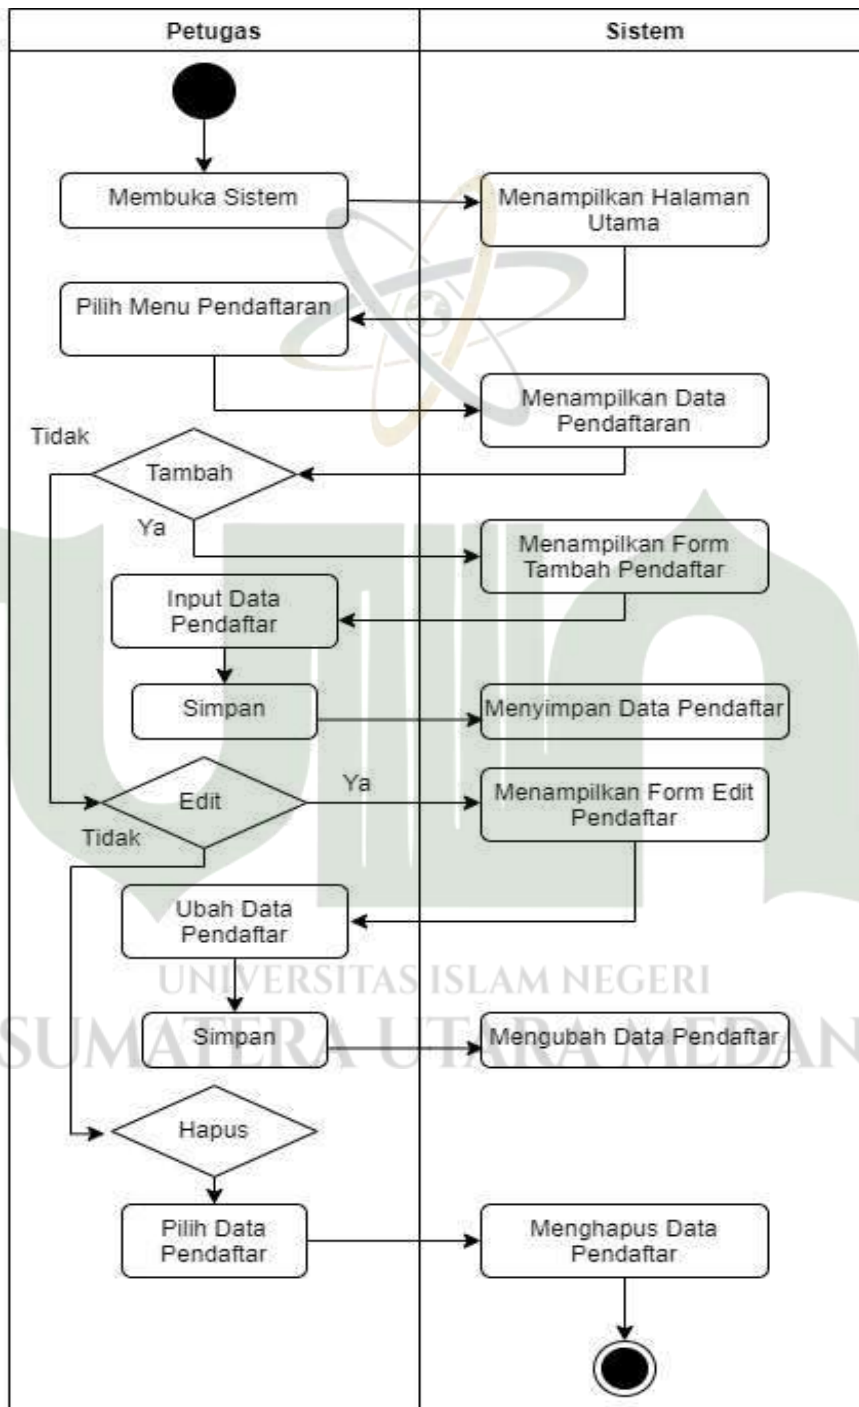 Petugas
Sistem
Membuka Sistem
Menampilkan Halaman
Utama
Pilih Menu Pendaftaran
Menampilkan Data
Pendaftaran
Tidak
Tambah
Ya
Menampilkan Form
Tambah Pendaftar
Input Data
Pendaftar
Simpan
Menyimpan Data Pendaftar
Edit
Ya
Menampilkan Form Edit
Pendaftar
Tidak
Ubah Data
Pendaftar
UNIVERSITAS ISLAM NEGERI
SUMATERA UTARA MEDAN
Simpan
Mengubah Data Pendaftar
Hapus
Pilih Data
Pendaftar
Menghapus Data
Pendaftar
uin